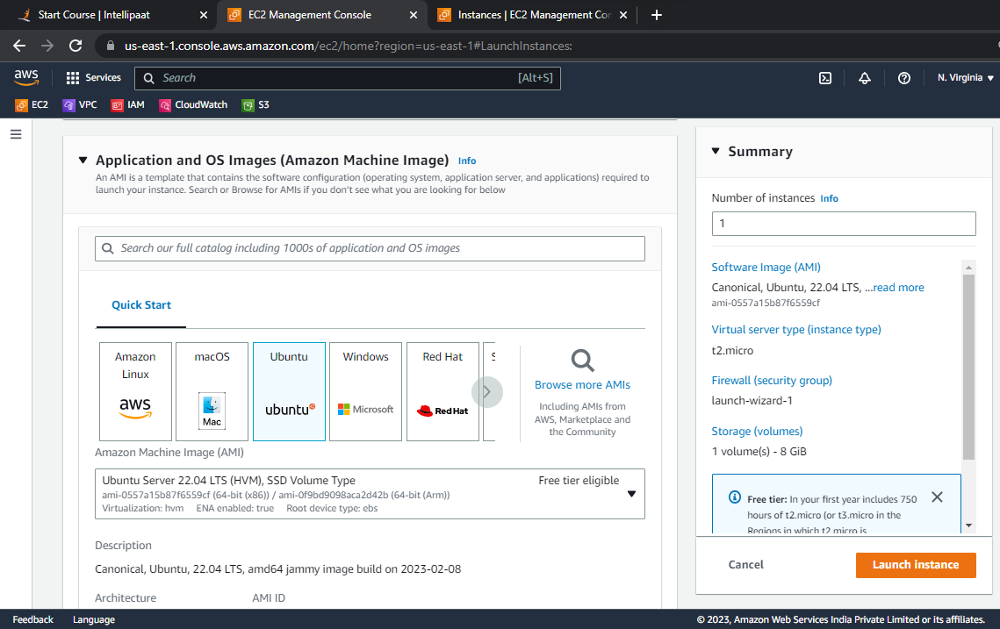 Start Course | Intellipaat
EC2 Management Console
Instances | EC2 Management Con
us-east-1.console.aws.amazon.com/ec2/home?region=us-east-1#LaunchInstances:
aws
Services
Search
[Alt+S]
N. Virginia
EC2
VPC
IAM
CloudWatch
S3
Application and OS Images (Amazon Machine Image) Info
An AMI is a template that contains the software configuration (operating system, application server, and applications) required to
launch your instance. Search or Browse for AMIs if you don't see what you are looking for below
Search our full catalog including 1000s of application and OS images
Quick Start
Amazon
Linux
aws
macOS
Mac
Ubuntu
ubuntu
Windows
Microsoft
Red Hat
Red Hat
S
Browse more AMIs
Including AMIs from
AWS, Marketplace and
the Community
Amazon Machine Image (AMI)
Ubuntu Server 22.04 LTS (HVM), SSD Volume Type
Free tier eligible
ami-0557a15b87f6559cf (64-bit (x86)) / ami-0f9bd9098aca2d42b (64-bit (Arm))
Virtualization: hvm ENA enabled: true Root device type: ebs
Description
Canonical, Ubuntu, 22.04 LTS, amd64 jammy image build on 2023-02-08
Architecture
AMI ID
Summary
Number of instances Info
1
Software Image (AMI)
Canonical, Ubuntu, 22.04 LTS, ...read more
ami-0557a15b87f6559cf
Virtual server type (instance type)
t2.micro
Firewall (security group)
launch-wizard-1
Storage (volumes)
1 volume(s) - 8 GiB
Free tier: In your first year includes 750
hours of t2.micro (or t3.micro in the
Regions in which t2.micro is
Cancel
Launch instance
Feedback
Language
© 2023, Amazon Web Services India Private Limited or its affiliates.